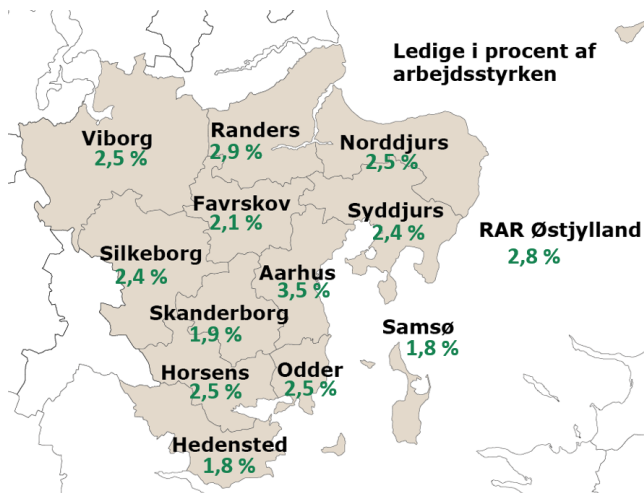 Ledige i procent af
arbejdsstyrken
Viborg
2,5 %
Randers
2,9 %
Norddjurs
2,5 %
Favrskov
2,1 %
Syddjurs
2,4 %
RAR Østjylland
2,8 %
Silkeborg
2,4 %
Aarhus
3,5 %
Skanderborg
1,9 %
Samsø
1,8 %
Horsens
2,5 %
Odder
2,5 %
Hedensted
1,8 %